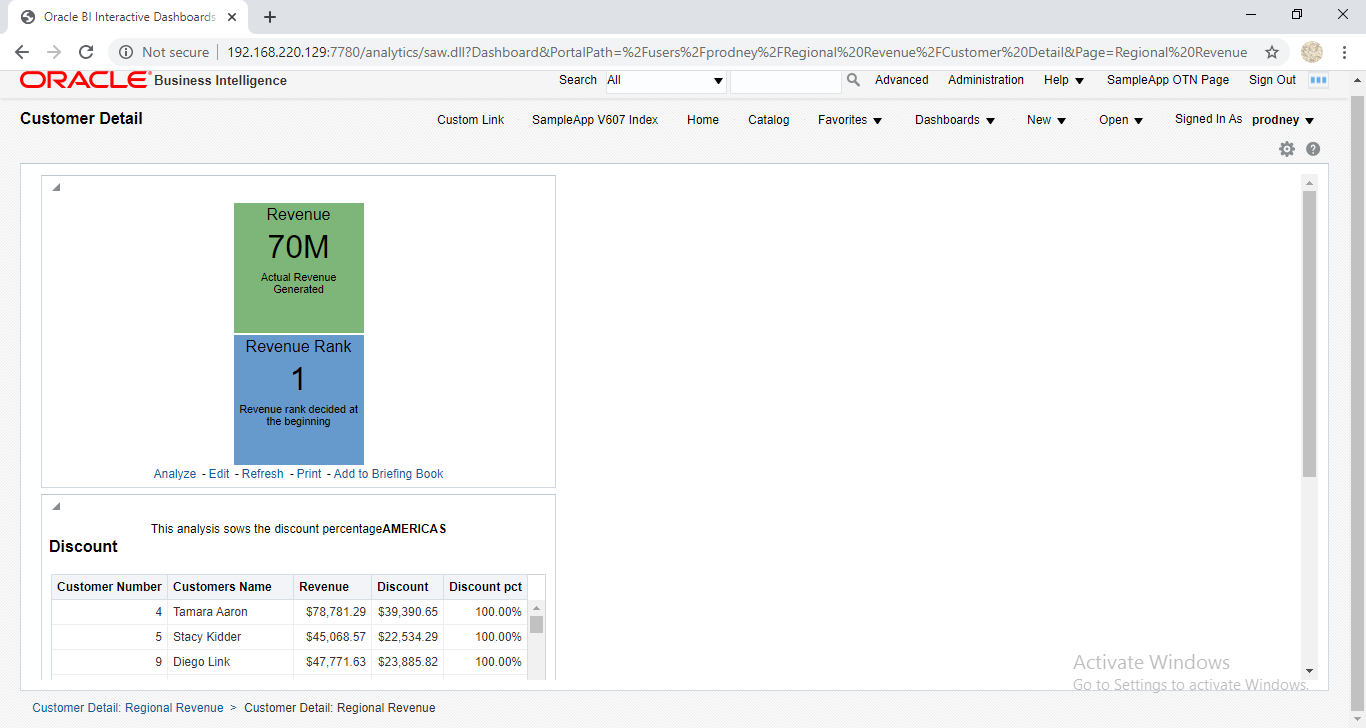 Oracle BI Interactive Dashboards
Not secure 192.168.220.129:7780/analytics/saw.dll?Dashboard&PortalPath=%2Fusers%2Fprodney%2FRegional%20Revenue%2FCustomer%20Detail&Page=Regional%20Revenue
ORACLE Business Intelligence Search All Advanced Administration Help SampleApp OTN Page Sign Out
Customer Detail Custom Link SampleApp V607 Index Home Catalog Favorites Dashboards New Open Signed In As prodney
Revenue
70M
Actual Revenue
Generated
Revenue Rank
1
Revenue rank decided at
the beginning
Analyze - Edit - Refresh - Print - Add to Briefing Book
This analysis sows the discount percentageAMERICAS
Discount
Customer Number Customers Name Revenue Discount Discount pct
4 Tamara Aaron $78,781.29 $39,390.65 100.00%
5 Stacy Kidder $45,068.57 $22,534.29 100.00%
9 Diego Link $47,771.63 $23,885.82 100.00%
Activate Windows
Go to Settings to activate Windows.
Customer Detail: Regional Revenue > Customer Detail: Regional Revenue